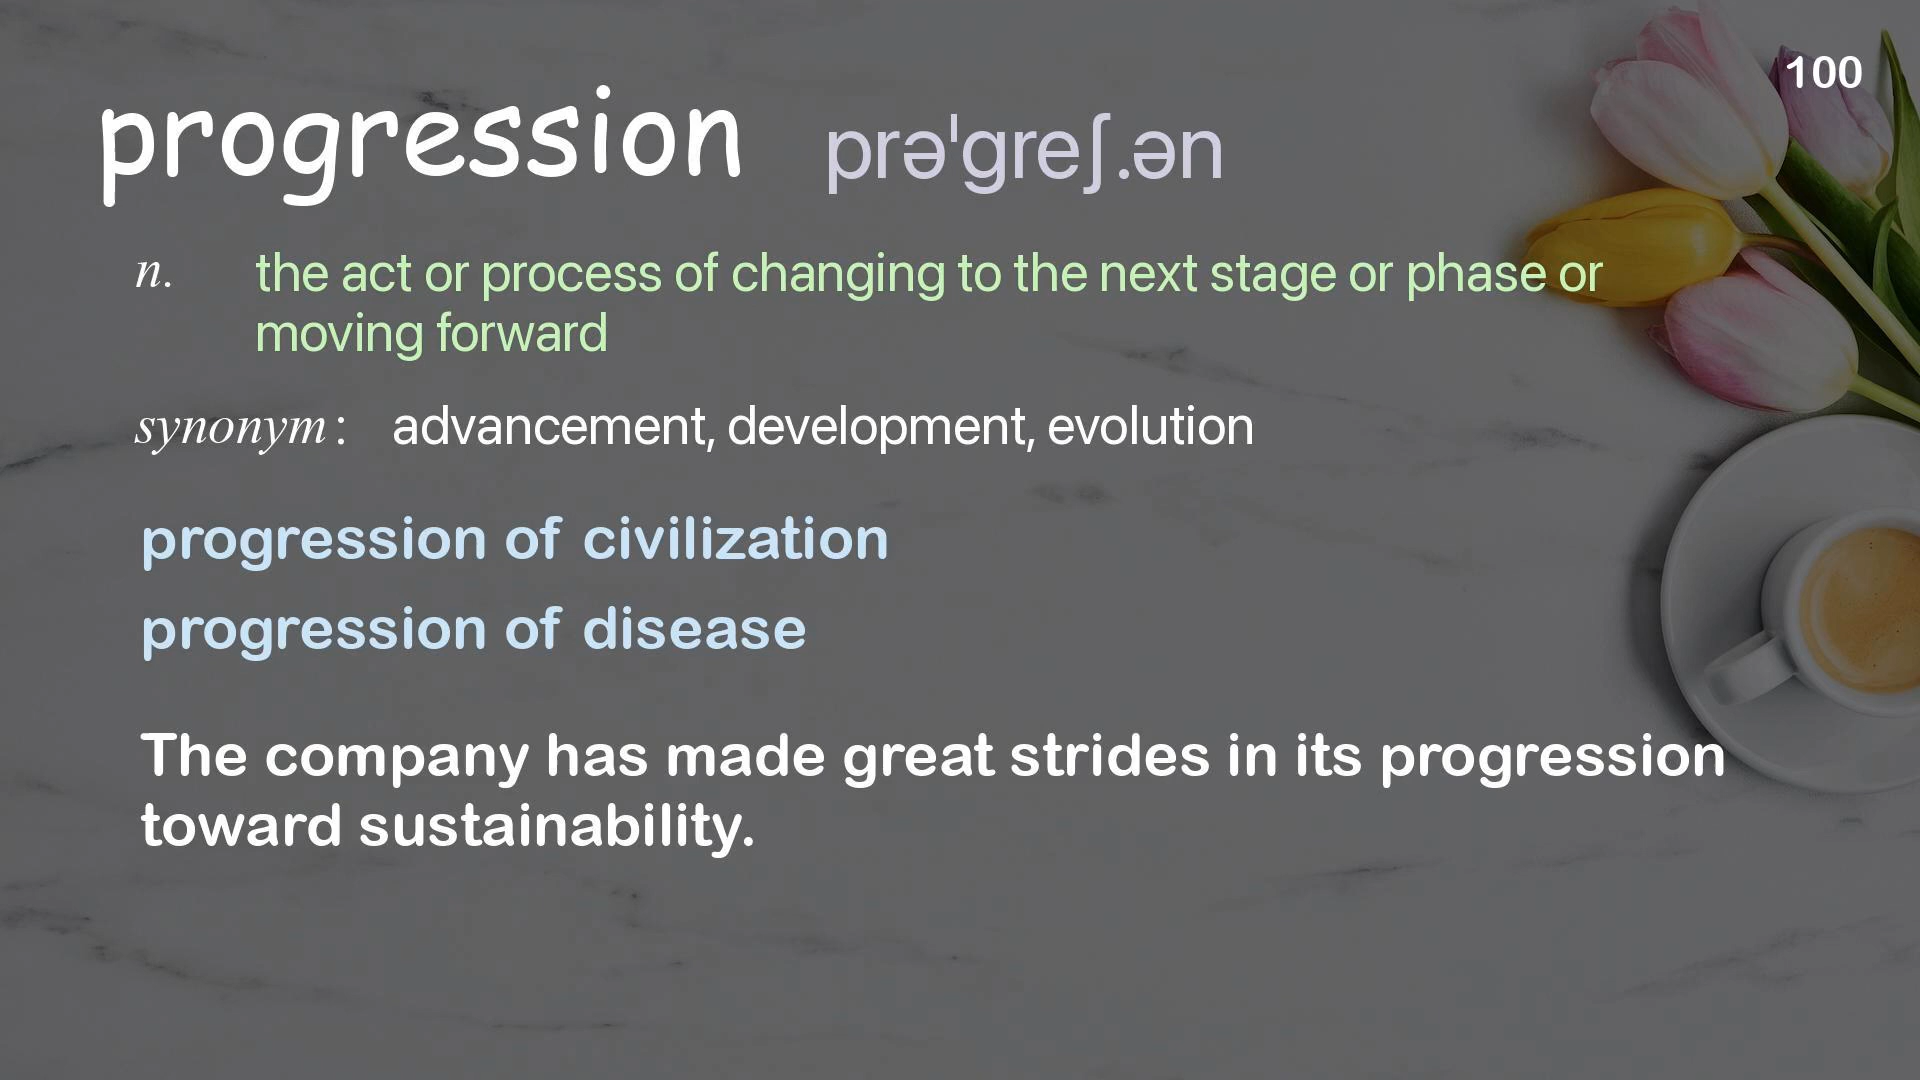 100
progression prəˈɡreʃ.ən
n. the act or process of changing to the next stage or phase or
moving forward
synonym: advancement, development, evolution
progression of civilization
progression of disease
The company has made great strides in its progression
toward sustainability.